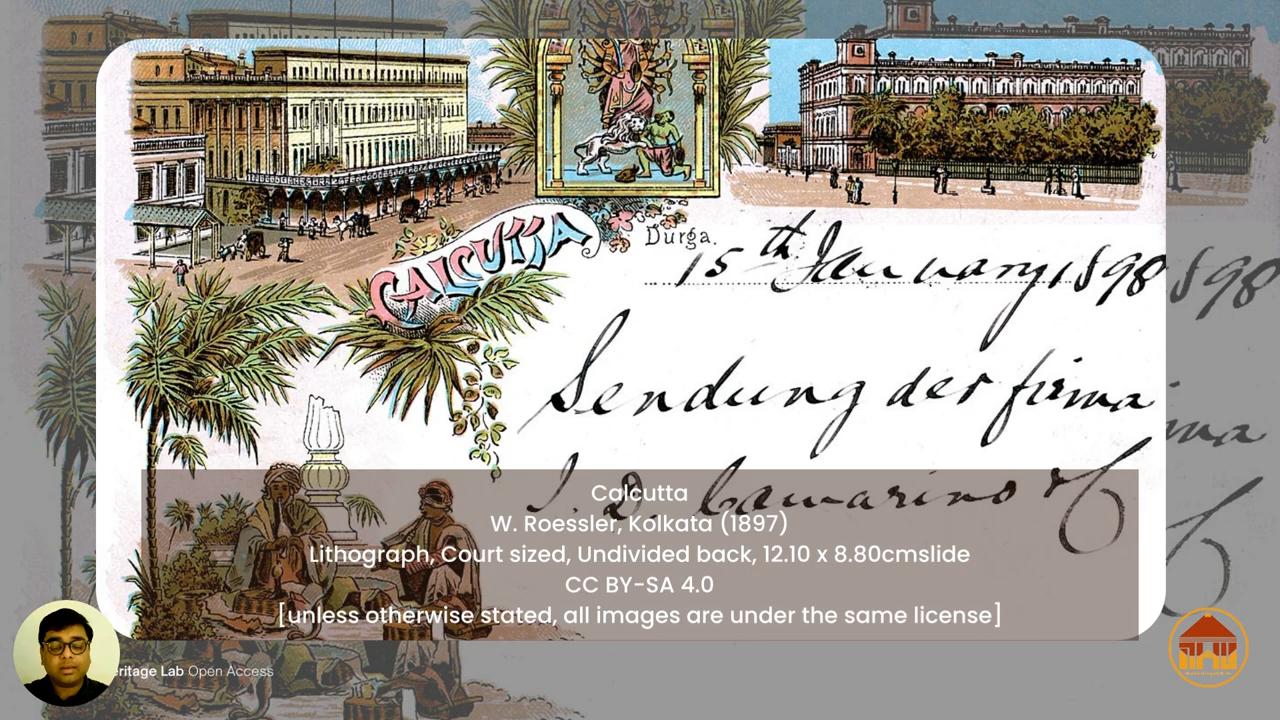 CALCUTTA
Durga.
15th January 1898
Sendung der firma
Calcutta
W. Roessler, Kolkata (1897)
Lithograph, Court sized, Undivided back, 12.10 x 8.80cmslide
CC BY-SA 4.0
[unless otherwise stated, all images are under the same license]
eritage Lab Open Access